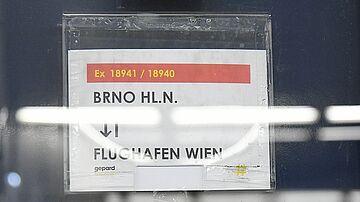 Ex 18941 / 18940
BRNO HL.N.
↓↑
FLUGHAFEN WIEN
gepard